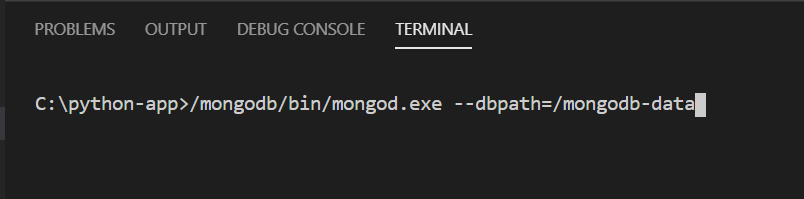 PROBLEMS OUTPUT DEBUG CONSOLE TERMINAL
C:\python-app>/mongodb/bin/mongod.exe --dbpath=/mongodb-data